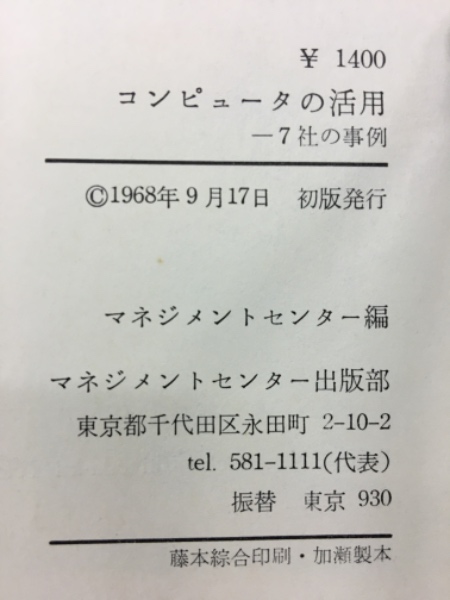 ¥ 1400
コンピュータの活用
―7社の事例
©1968年9月17日　初版発行
マネジメントセンター編
マネジメントセンター出版部
東京都千代田区永田町 2-10-2
tel. 581-1111(代表)
振替　東京 930
藤本綜合印刷・加瀬製本